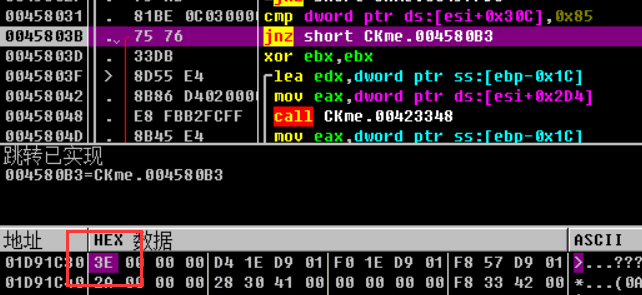 00458031 . 81BE 0C03000 cmp dword ptr ds:[esi+0x30C],0x85
0045803B . 75 76 jnz short CKme.004580B3
0045803D . 33DB xor ebx,ebx
0045803F > 8D55 E4 lea edx,dword ptr ss:[ebp-0x1C]
00458042 . 8B86 D402000 mov eax,dword ptr ds:[esi+0x2D4]
00458048 . E8 FBB2FCFF call CKme.00423348
0045804D . 8B45 E4 mov eax,dword ptr ss:[ebp-0x1C]
跳转已实现
004580B3=CKme.004580B3
地址 HEX 数据 ASCII
01D91C30 3E 00 00 00 D4 1E D9 01 F0 1E D9 01 F8 57 D9 01 >...???
01D91C40 2A 00 00 00 28 30 41 00 00 00 00 00 F8 33 42 00